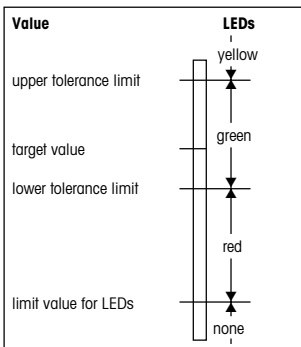 Value LEDs
yellow
upper tolerance limit
green
target value
lower tolerance limit
red
limit value for LEDs
none